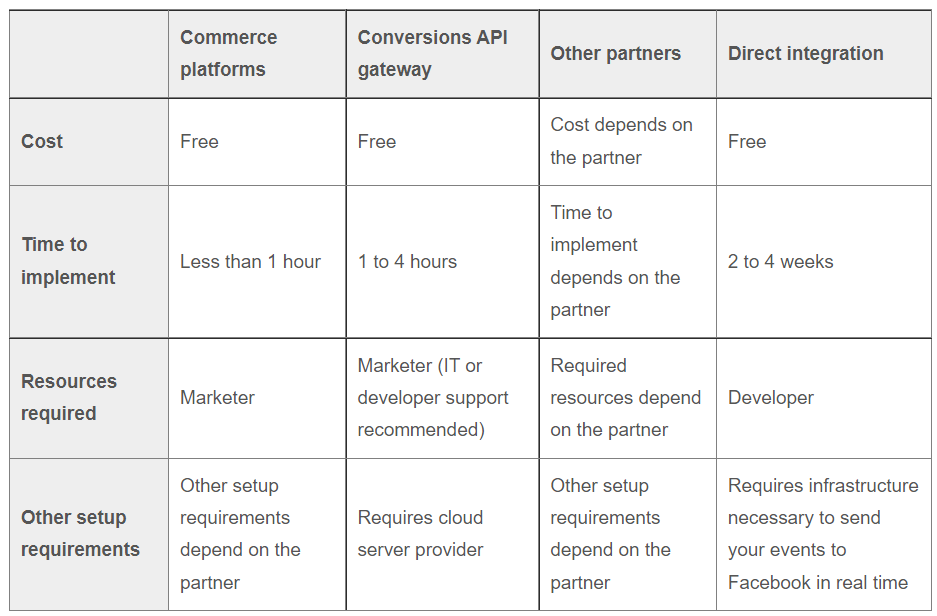 Commerce
platforms
Conversions API
gateway
Other partners
Direct integration
Cost
Free
Free
Cost depends on
the partner
Free
Time to
implement
Less than 1 hour
1 to 4 hours
Time to
implement
depends on the
partner
2 to 4 weeks
Resources
required
Marketer
Marketer (IT or
developer support
recommended)
Required
resources depend
on the partner
Developer
Other setup
requirements
Other setup
requirements
depend on the
partner
Requires cloud
server provider
Other setup
requirements
depend on the
partner
Requires infrastructure
necessary to send
your events to
Facebook in real time